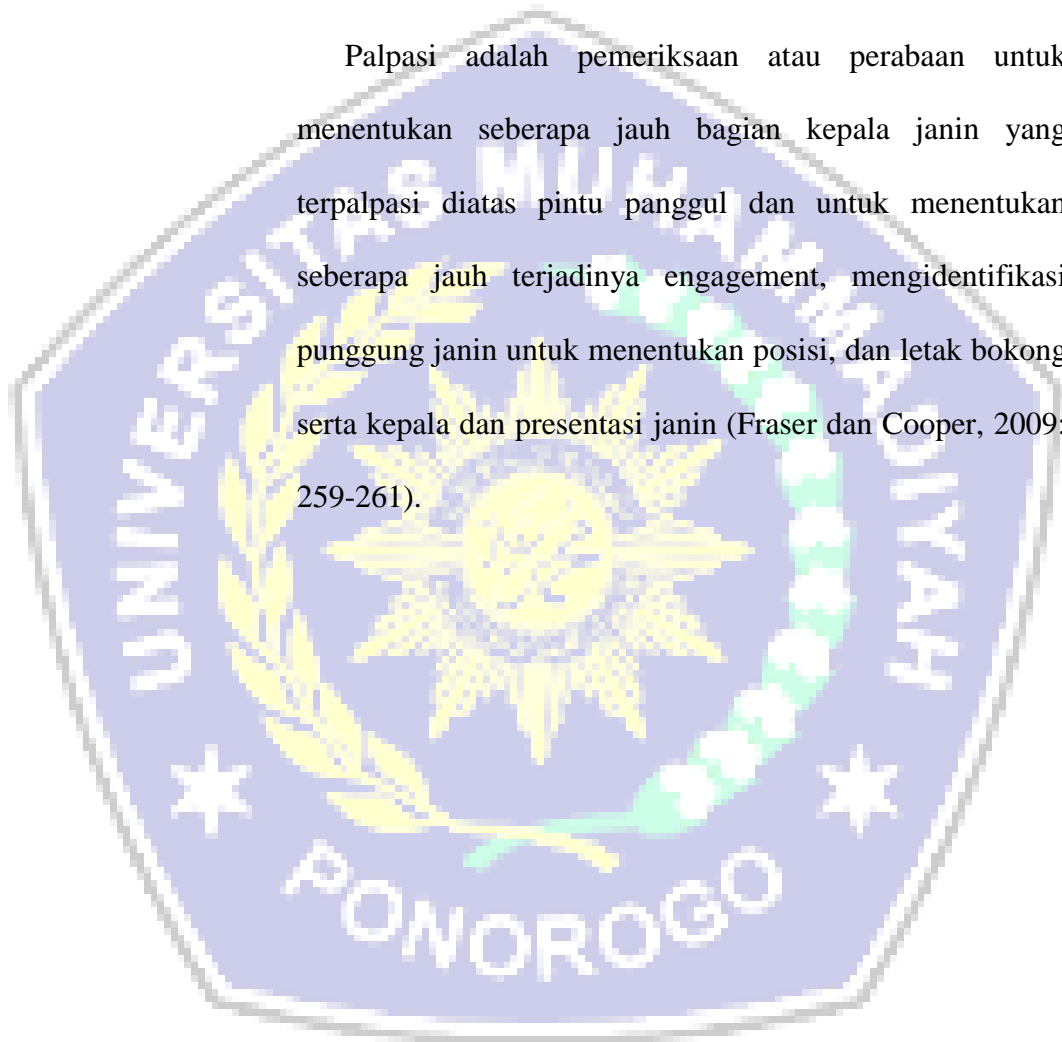 Palpasi adalah pemeriksaan atau perabaan untuk
menentukan seberapa jauh bagian kepala janin yang
terpalpasi diatas pintu panggul dan untuk menentukan
seberapa jauh terjadinya engagement, mengidentifikasi
punggung janin untuk menentukan posisi, dan letak bokong
serta kepala dan presentasi janin (Fraser dan Cooper, 2009:
259-261).
UNIVERSITAS MUHAMMADIYAH
PONOROGO